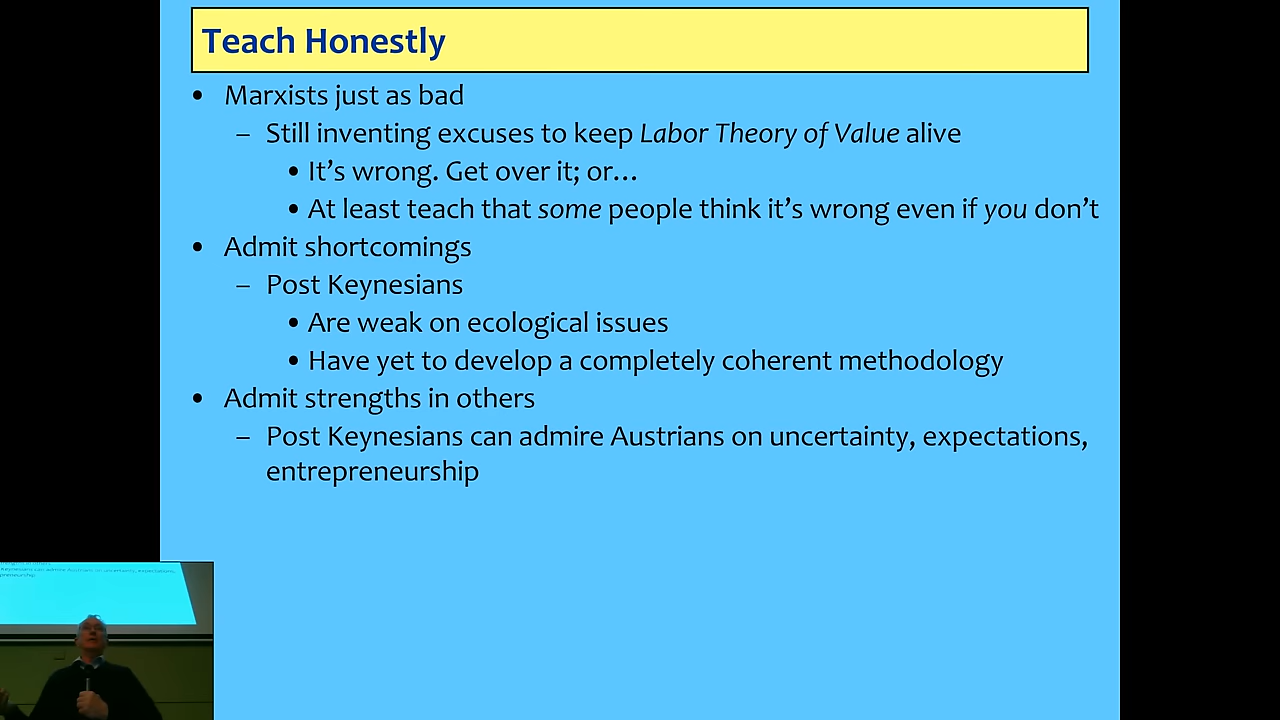 Teach Honestly
• Marxists just as bad
– Still inventing excuses to keep Labor Theory of Value alive
• It's wrong. Get over it; or…
• At least teach that some people think it's wrong even if you don't
• Admit shortcomings
– Post Keynesians
• Are weak on ecological issues
• Have yet to develop a completely coherent methodology
• Admit strengths in others
– Post Keynesians can admire Austrians on uncertainty, expectations,
entrepreneurship